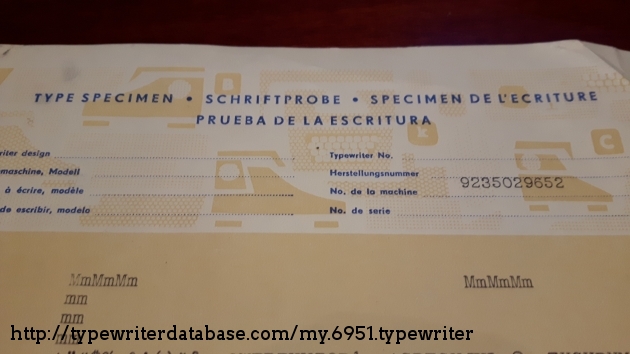 TYPE SPECIMEN • SCHRIFTPROBE • SPECIMEN DE L'ECRITURE
PRUEBA DE LA ESCRITURA
riter design
Typewriter No.
emaschine, Modell
Herstellungsnummer
à écrire, modèle
No. de la machine
9235029652
de escribir, modelo
No. de serie
K
C
MmMmMm
MmMmMm
mm
mm
http://typewriterdatabase.com/my.6951.typewriter